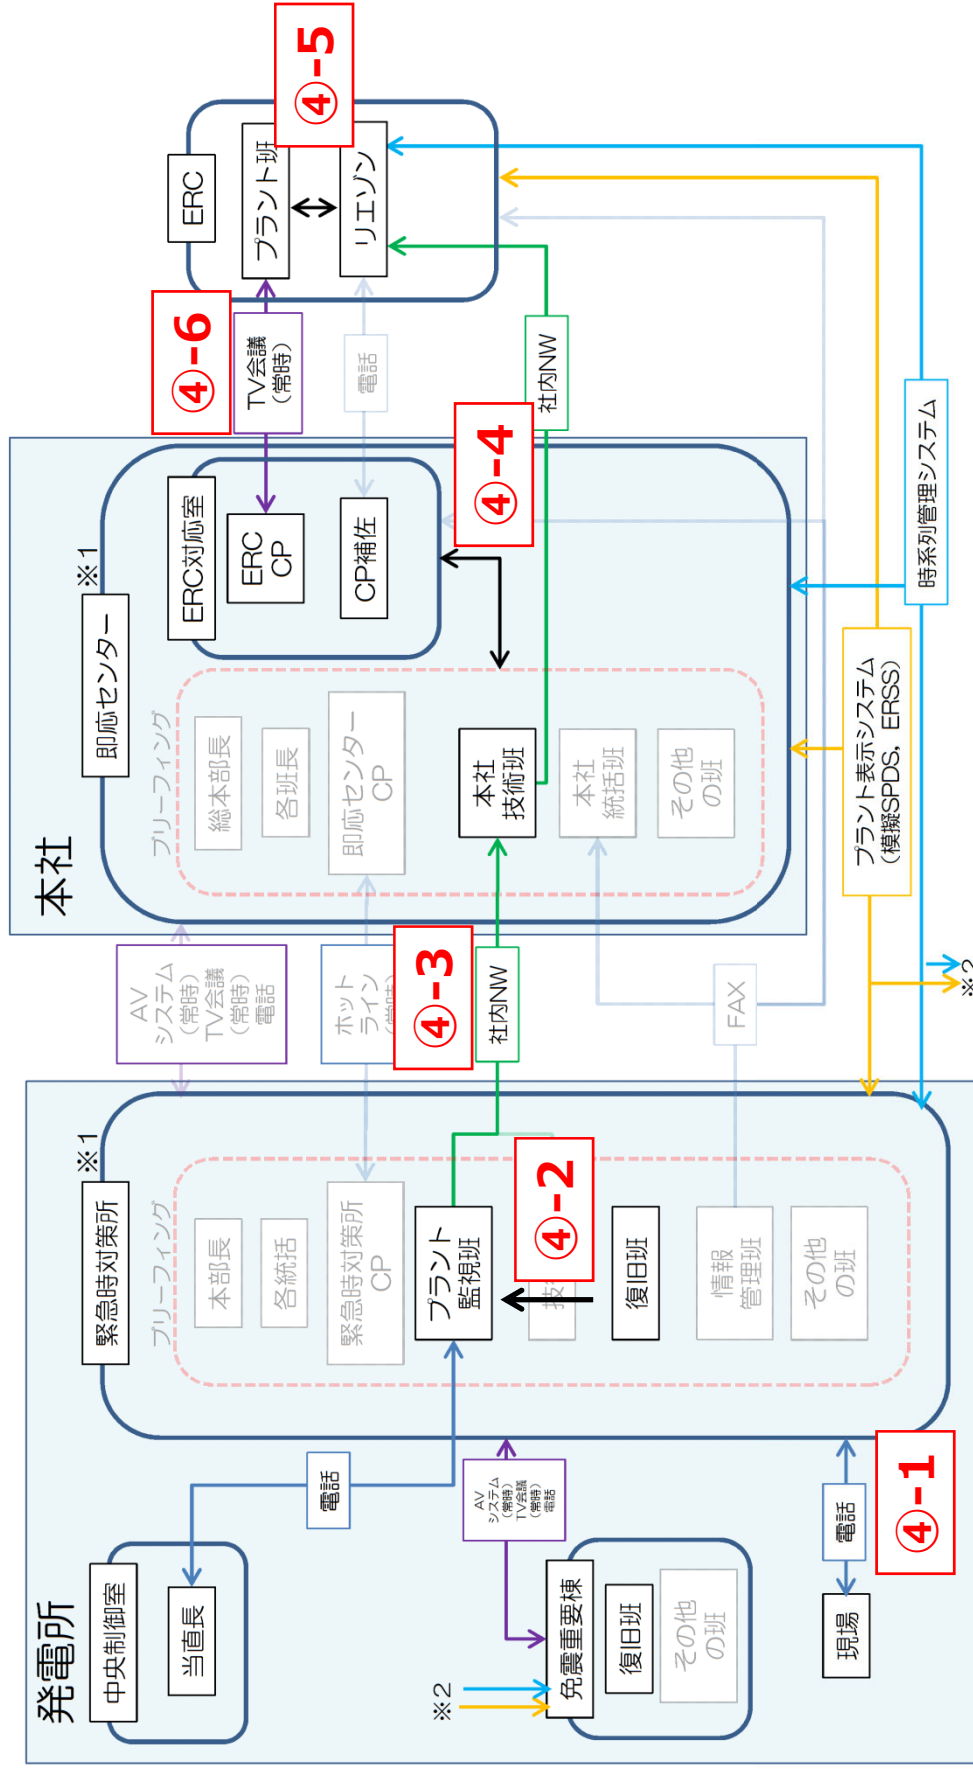 発電所
中央制御室
当直長
電話
※2
免震重要棟
復旧班
その他
の班
AV
システム
(常時)
TV会議
(常時)
電話
現場
電話
④-1
緊急時対策所
※1
ブリーフィング
本部長
各統括
緊急時対策所
CP
プラント
監視班
④-2
復旧班
情報
管理班
その他
の班
AV
システム
(常時)
TV会議
(常時)
電話
ホット
ライン
④-3
社内NW
FAX
※2
本社
即応センター
※1
ブリーフィング
総本部長
各班長
即応センター
CP
本社
技術班
本社
統括班
その他
の班
ERC対応室
ERC
CP
CP補佐
④-4
プラント表示システム
(模擬SPDS, ERSS)
時系列管理システム
④-6
TV会議
(常時)
電話
社内NW
ERC
プラント班
④-5
リエゾン